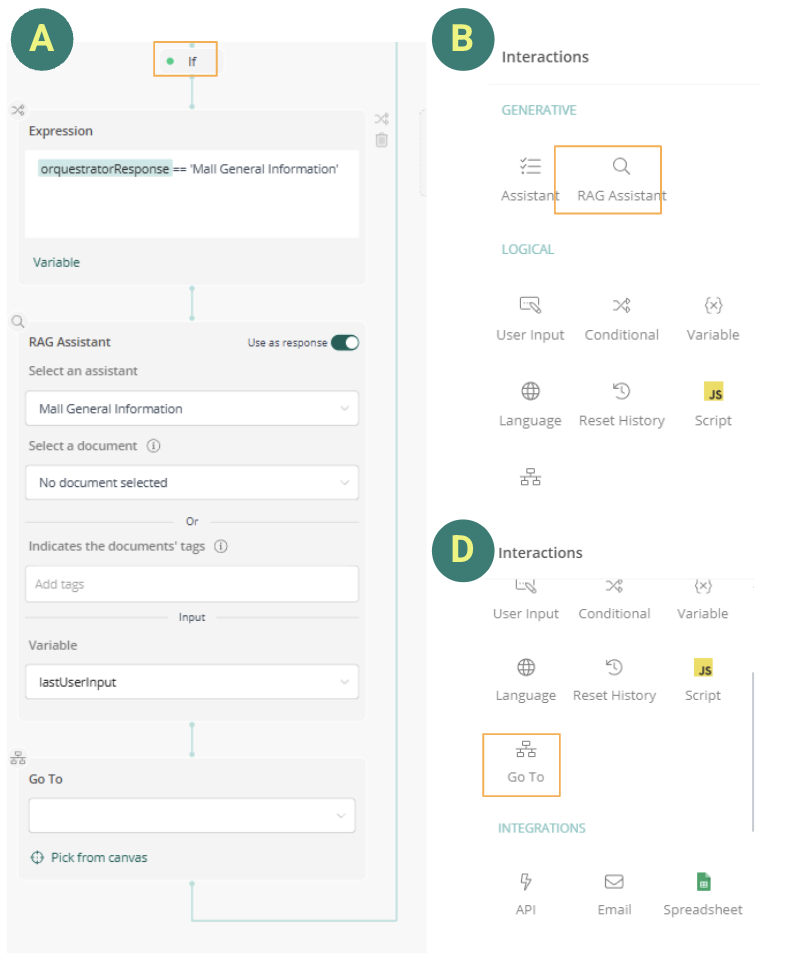 A
If
Expression
orquestratorResponse == 'Mall General Information'
Variable
RAG Assistant
Use as response
Select an assistant
Mall General Information
Select a document
No document selected
Or
Indicates the documents' tags
Add tags
Input
Variable
lastUserInput
Go To
Pick from canvas
B
Interactions
GENERATIVE
Assistant RAG Assistant
LOGICAL
User Input Conditional Variable
JS
Language Reset History Script
D
Interactions
User Input Conditional Variable
JS
Language Reset History Script
Go To
INTEGRATIONS
API Email Spreadsheet